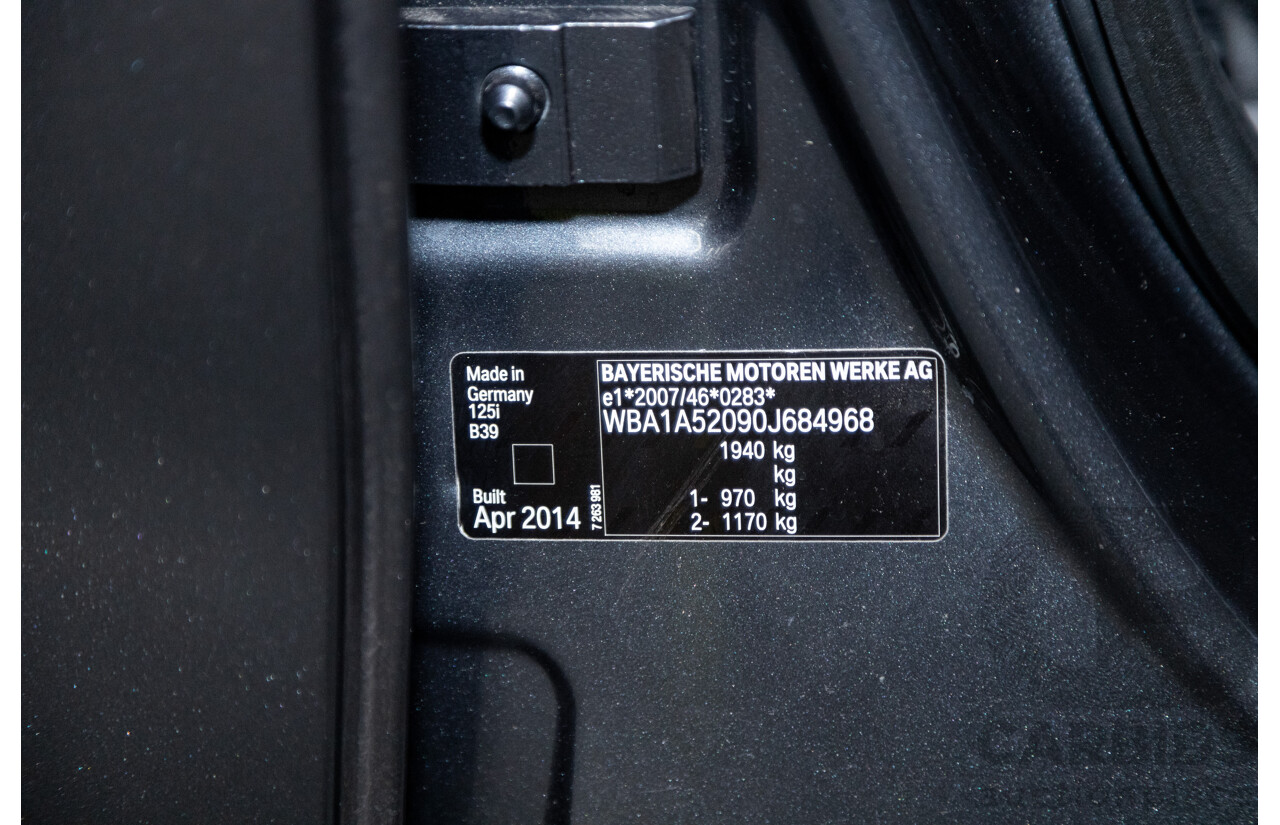 Made in
Germany
125i
B39
Built
Apr 2014
7 263 981
BAYERISCHE MOTOREN WERKE AG
e1*2007/46*0283*
WBA1A52090J684968
1940 kg
kg
1- 970 kg
2- 1170 kg